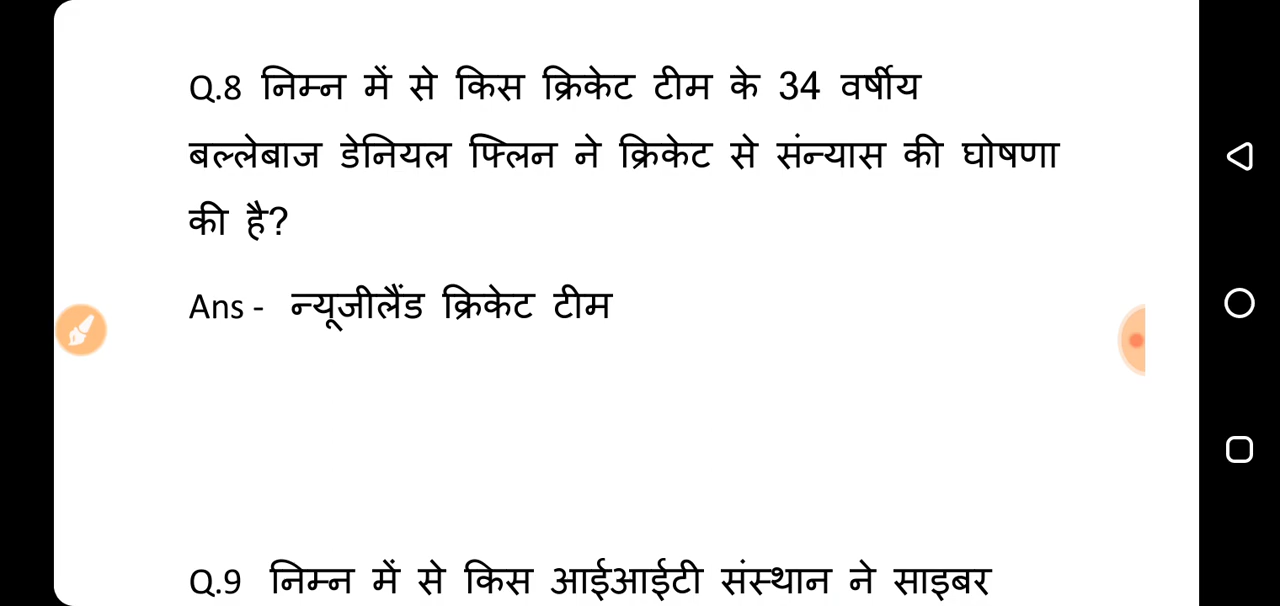 Q.8 निम्न में से किस क्रिकेट टीम के 34 वर्षीय
बल्लेबाज डेनियल फ्लिन ने क्रिकेट से संन्यास की घोषणा
की है?
Ans - न्यूजीलैंड क्रिकेट टीम
Q.9 निम्न में से किस आईआईटी संस्थान ने साइबर